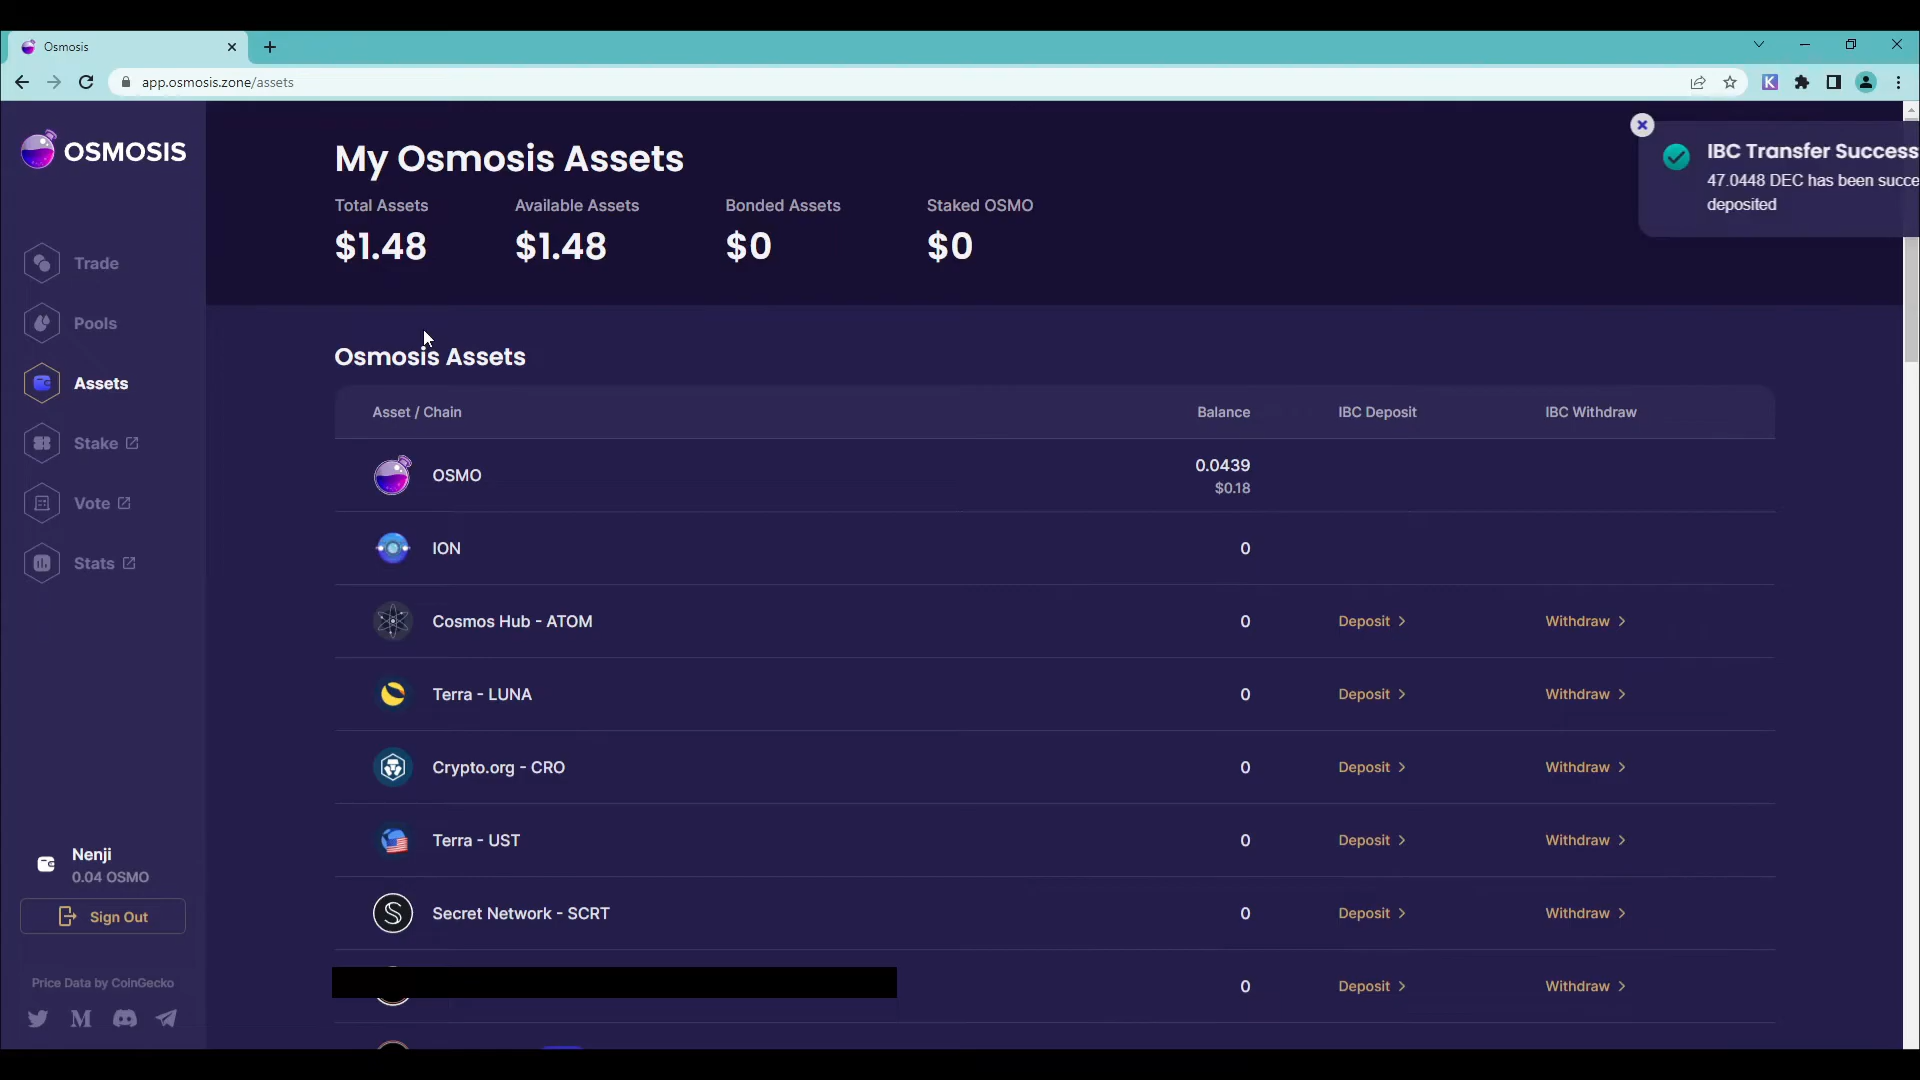 Osmosis
app.osmosis.zone/assets
K
OSMOSIS
Trade
Pools
Assets
Stake
Vote
Stats
Nenji
0.04 OSMO
Sign Out
Price Data by CoinGecko
M
My Osmosis Assets
Total Assets
$1.48
Available Assets
$1.48
Bonded Assets
$0
Staked OSMO
$0
IBC Transfer Success
47.0448 DEC has been succe
deposited
Osmosis Assets
Asset / Chain Balance IBC Deposit IBC Withdraw
OSMO 0.0439
$0.18
ION 0
Cosmos Hub - ATOM 0 Deposit > Withdraw >
Terra - LUNA 0 Deposit > Withdraw >
Crypto.org - CRO 0 Deposit > Withdraw >
Terra - UST 0 Deposit > Withdraw >
S Secret Network - SCRT 0 Deposit > Withdraw >
0 Deposit > Withdraw >